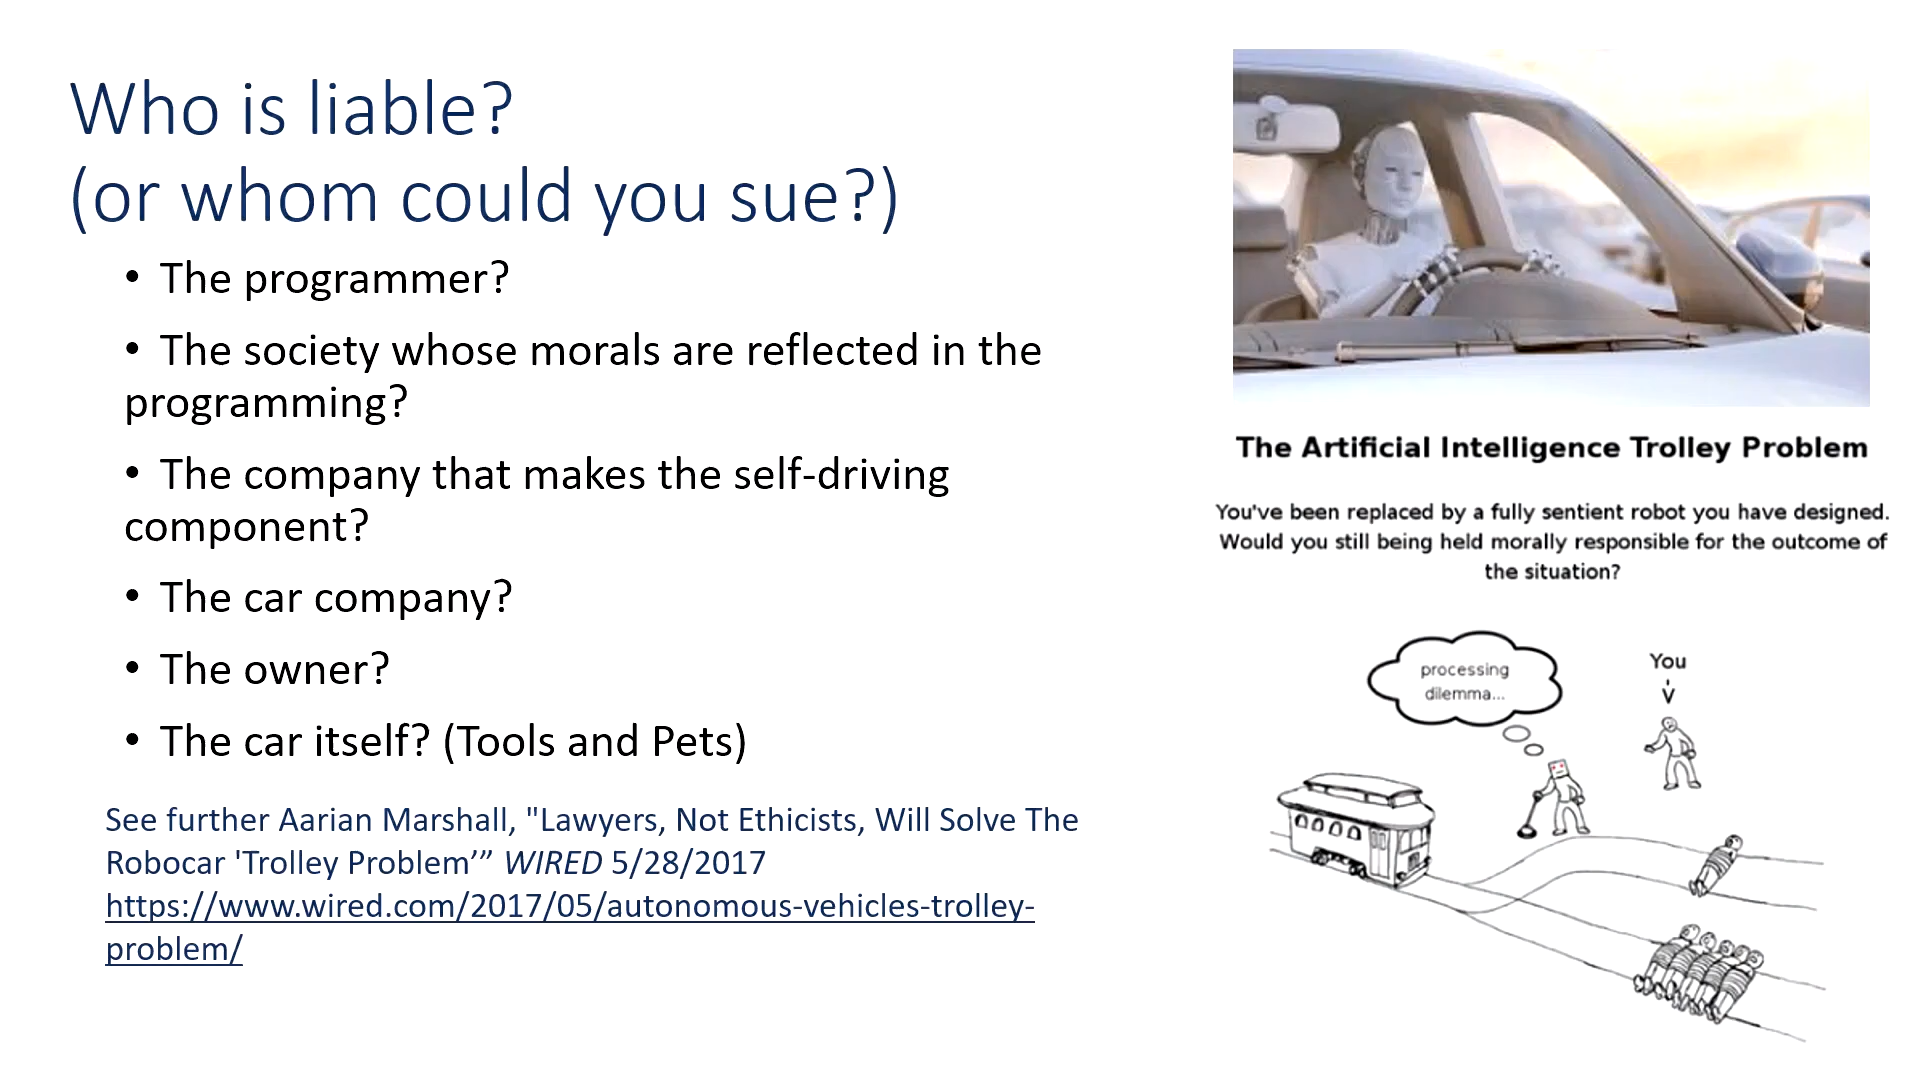 Who is liable?
(or whom could you sue?)
• The programmer?
• The society whose morals are reflected in the
programming?
• The company that makes the self-driving
component?
• The car company?
• The owner?
• The car itself? (Tools and Pets)
See further Aarian Marshall, "Lawyers, Not Ethicists, Will Solve The
Robocar 'Trolley Problem’” WIRED 5/28/2017
https://www.wired.com/2017/05/autonomous-vehicles-trolley-
problem/
The Artificial Intelligence Trolley Problem
You've been replaced by a fully sentient robot you have designed.
Would you still being held morally responsible for the outcome of
the situation?
processing
dilemma...
You